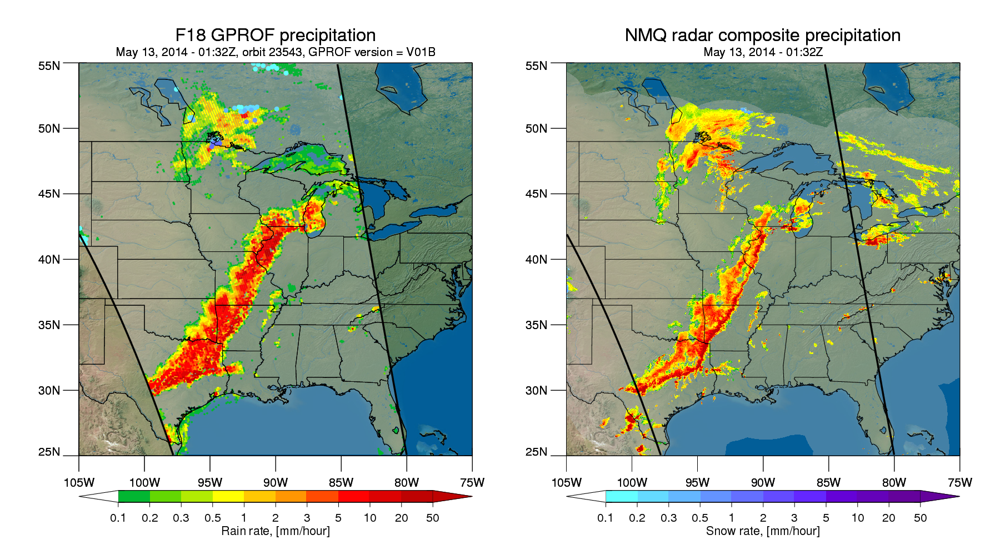 F18 GPROF precipitation
May 13, 2014 - 01:32Z, orbit 23543, GPROF version = V01B
55N
50N
45N
40N
35N
30N
25N
105W 100W 95W 90W 85W 80W 75W
0.1 0.2 0.3 0.5 1 2 3 5 10 20 50
Rain rate, [mm/hour]
NMQ radar composite precipitation
May 13, 2014 - 01:32Z
55N
50N
45N
40N
35N
30N
25N
105W 100W 95W 90W 85W 80W 75W
0.1 0.2 0.3 0.5 1 2 3 5 10 20 50
Snow rate, [mm/hour]